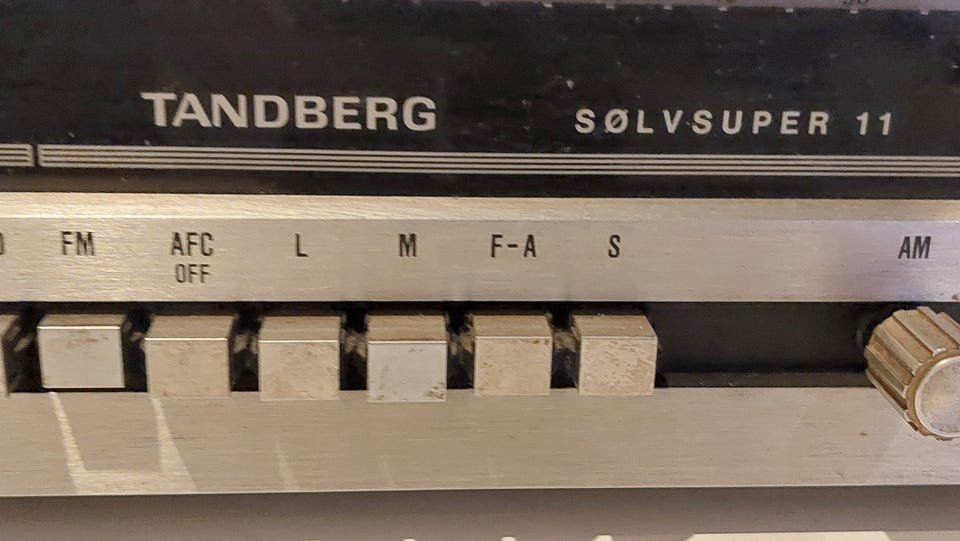 TANDBERG
SØLVSUPER 11
FM
AFC
OFF
L
M
F-A
S
AM